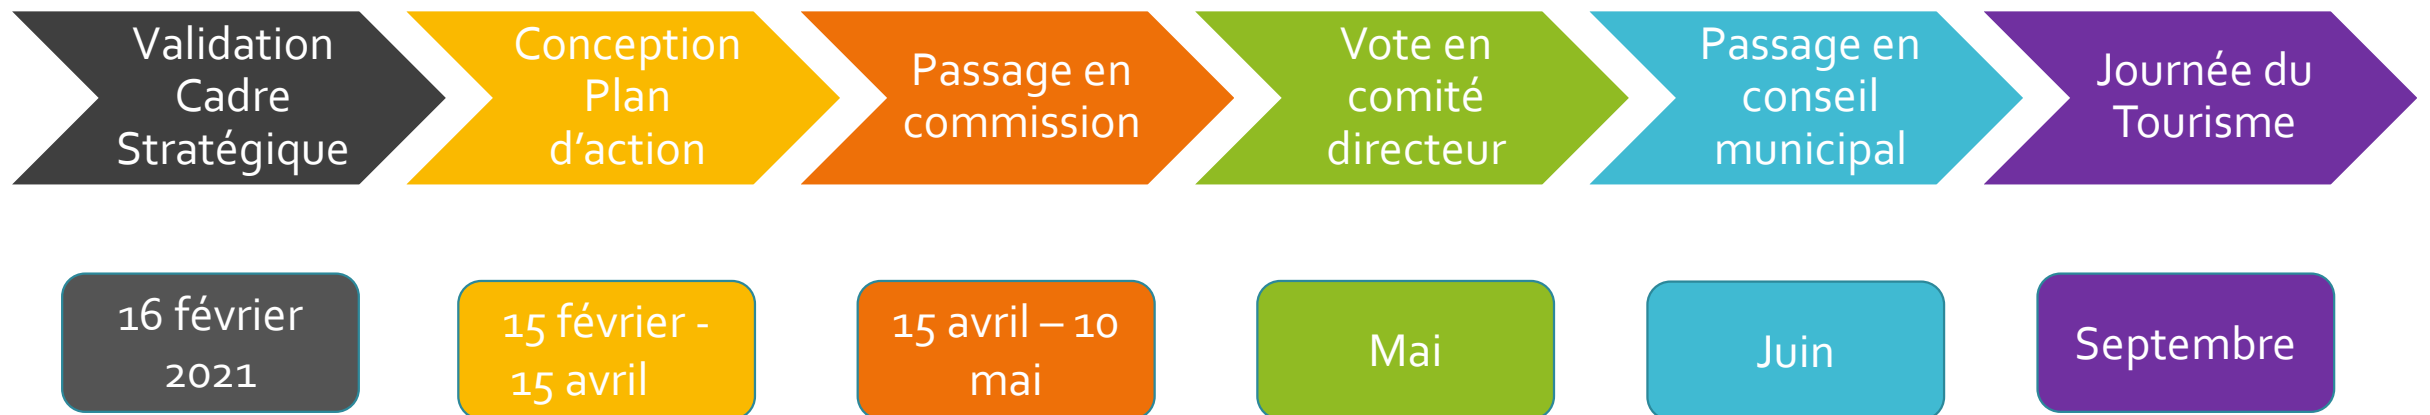 Validation
Cadre
Stratégique
Conception
Plan
d’action
Passage en
commission
Vote en
comité
directeur
Passage en
conseil
municipal
Journée du
Tourisme
16 février
2021
15 février -
15 avril
15 avril – 10
mai
Mai
Juin
Septembre